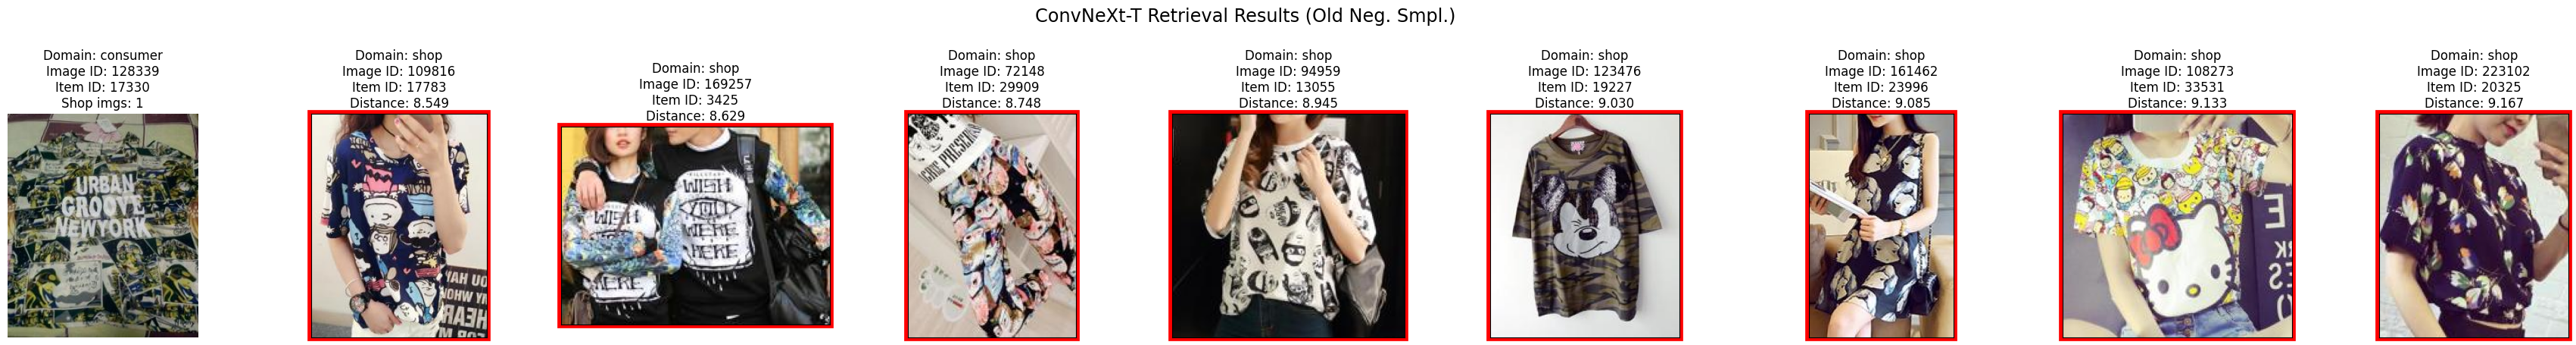 ConvNeXt-T Retrieval Results (Old Neg. Smpl.)
Domain: consumer
Image ID: 128339
Item ID: 17330
Shop imgs: 1
URBAN
GROOVE
NEWYORK
Domain: shop
Image ID: 109816
Item ID: 17783
Distance: 8.549
Domain: shop
Image ID: 169257
Item ID: 3425
Distance: 8.629
WISH
WERE
HERE
WISH
YOU
WERE
HERE
Domain: shop
Image ID: 72148
Item ID: 29909
Distance: 8.748
Domain: shop
Image ID: 94959
Item ID: 13055
Distance: 8.945
Domain: shop
Image ID: 123476
Item ID: 19227
Distance: 9.030
Domain: shop
Image ID: 161462
Item ID: 23996
Distance: 9.085
Domain: shop
Image ID: 108273
Item ID: 33531
Distance: 9.133
Domain: shop
Image ID: 223102
Item ID: 20325
Distance: 9.167